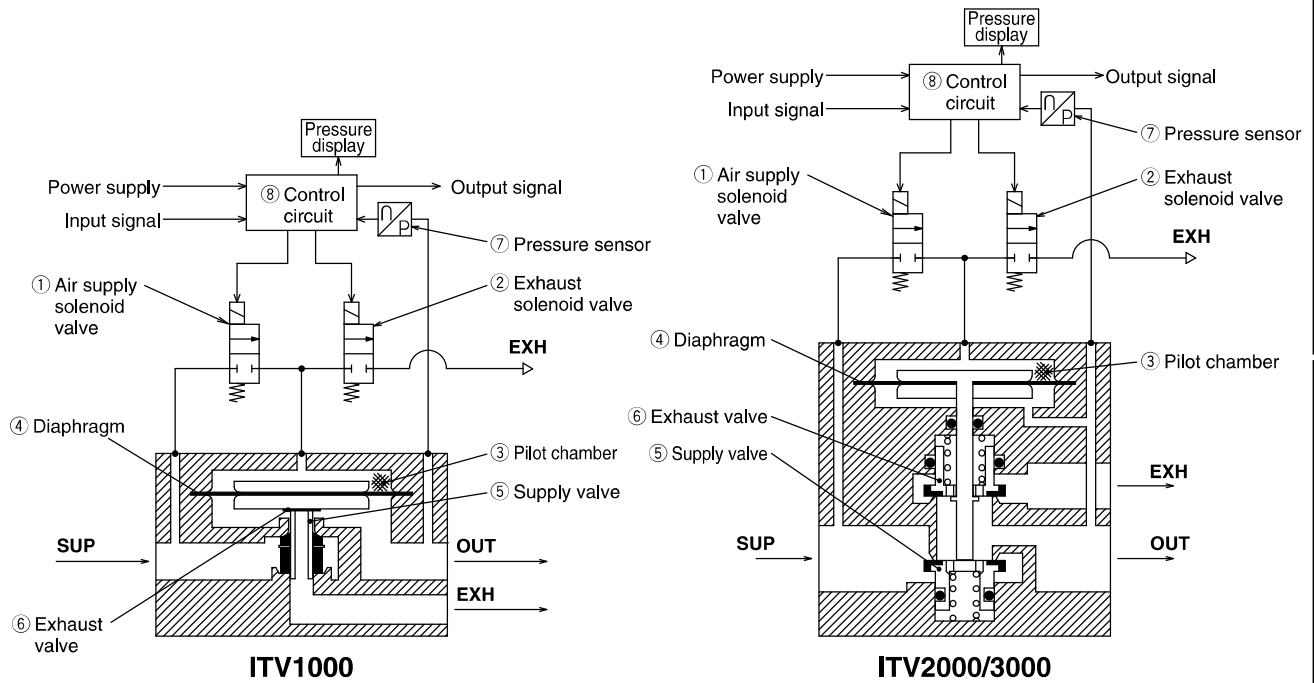 Pressure
display
Power supply
Input signal
⑧ Control
circuit
Output signal
∩
P
⑦ Pressure sensor
① Air supply
solenoid
valve
② Exhaust
solenoid valve
EXH
④ Diaphragm
③ Pilot chamber
⑤ Supply valve
SUP
OUT
EXH
⑥ Exhaust
valve
ITV1000
Pressure
display
Power supply
Input signal
⑧ Control
circuit
Output signal
∩
P
⑦ Pressure sensor
① Air supply
solenoid
valve
② Exhaust
solenoid valve
EXH
④ Diaphragm
③ Pilot chamber
⑥ Exhaust valve
⑤ Supply valve
EXH
SUP
OUT
ITV2000/3000